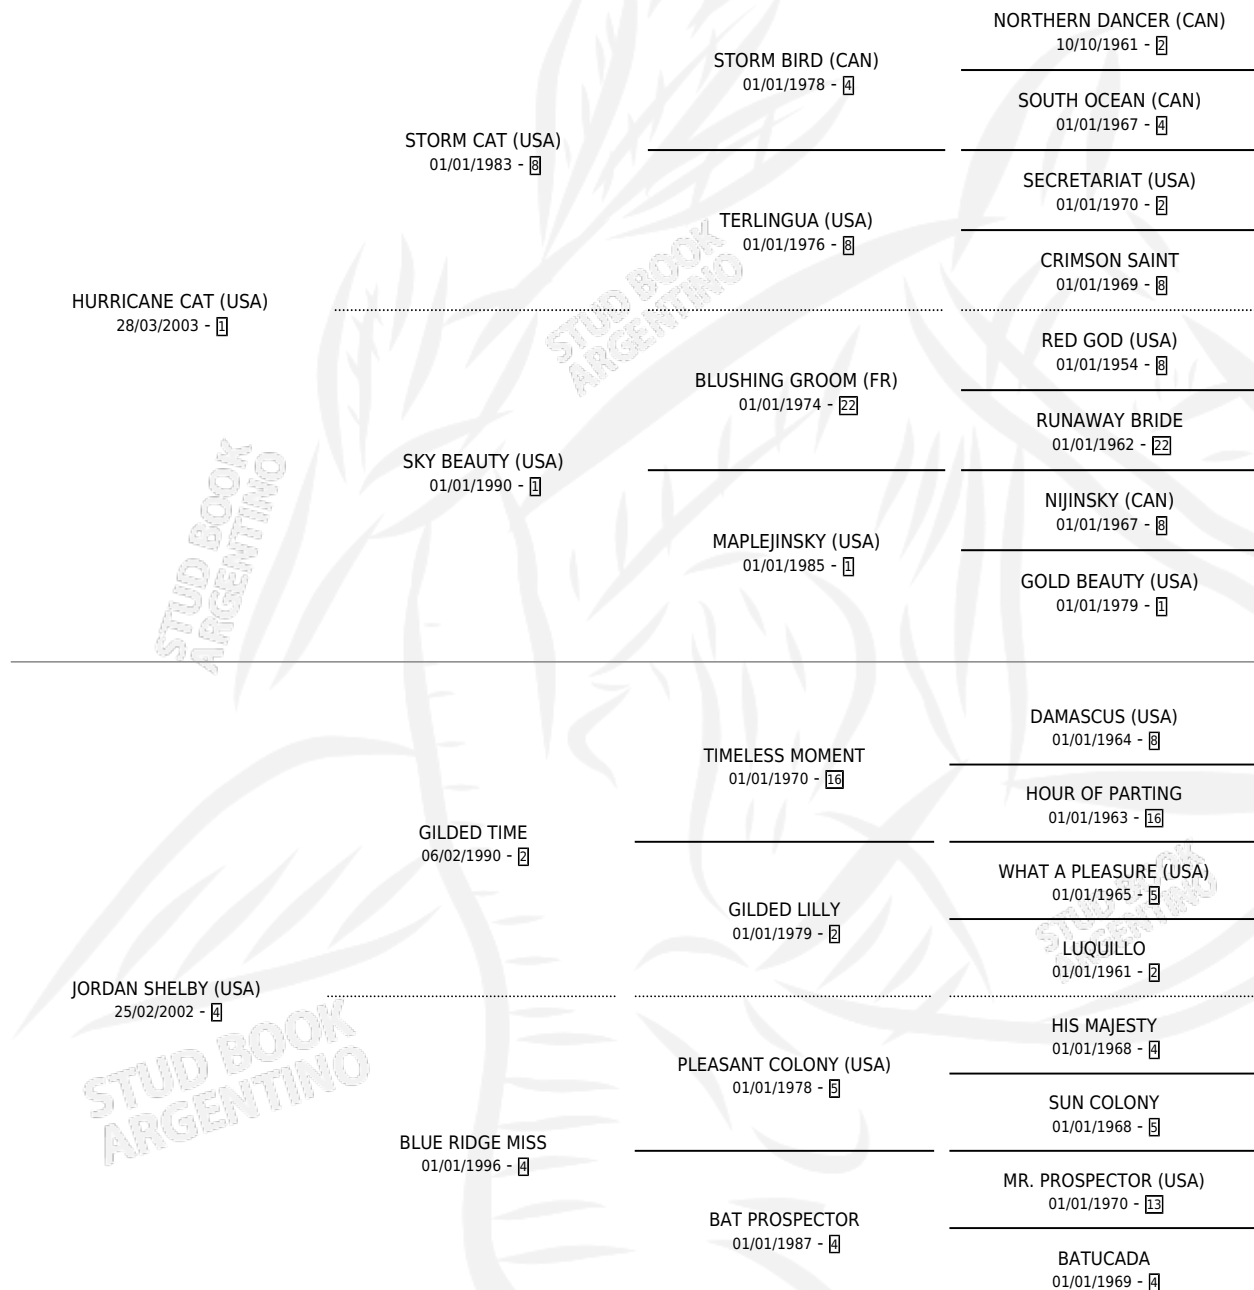 NORTHERN DANCER (CAN)
10/10/1961 - 2
STORM BIRD (CAN)
01/01/1978 - 4
SOUTH OCEAN (CAN)
01/01/1967 - 4
STORM CAT (USA)
01/01/1983 - 8
SECRETARIAT (USA)
01/01/1970 - 2
TERLINGUA (USA)
01/01/1976 - 8
CRIMSON SAINT
01/01/1969 - 8
HURRICANE CAT (USA)
28/03/2003 - 1
STUD BOOK
ARGENTINO
RED GOD (USA)
01/01/1954 - 8
BLUSHING GROOM (FR)
01/01/1974 - 22
RUNAWAY BRIDE
01/01/1962 - 22
SKY BEAUTY (USA)
01/01/1990 - 1
NIJINSKY (CAN)
01/01/1967 - 8
MAPLEJINSKY (USA)
01/01/1985 - 1
GOLD BEAUTY (USA)
01/01/1979 - 1
STUD BOOK
ARGENTINO
DAMASCUS (USA)
01/01/1964 - 8
TIMELESS MOMENT
01/01/1970 - 16
HOUR OF PARTING
01/01/1963 - 16
GILDED TIME
06/02/1990 - 2
WHAT A PLEASURE (USA)
01/01/1965 - 5
GILDED LILLY
01/01/1979 - 2
STUD BOOK
ARGENTINO
LUQUILLO
01/01/1961 - 2
JORDAN SHELBY (USA)
25/02/2002 - 4
STUD BOOK
ARGENTINO
HIS MAJESTY
01/01/1968 - 4
PLEASANT COLONY (USA)
01/01/1978 - 5
SUN COLONY
01/01/1968 - 5
BLUE RIDGE MISS
01/01/1996 - 4
MR. PROSPECTOR (USA)
01/01/1970 - 13
BAT PROSPECTOR
01/01/1987 - 4
BATUCADA
01/01/1969 - 4